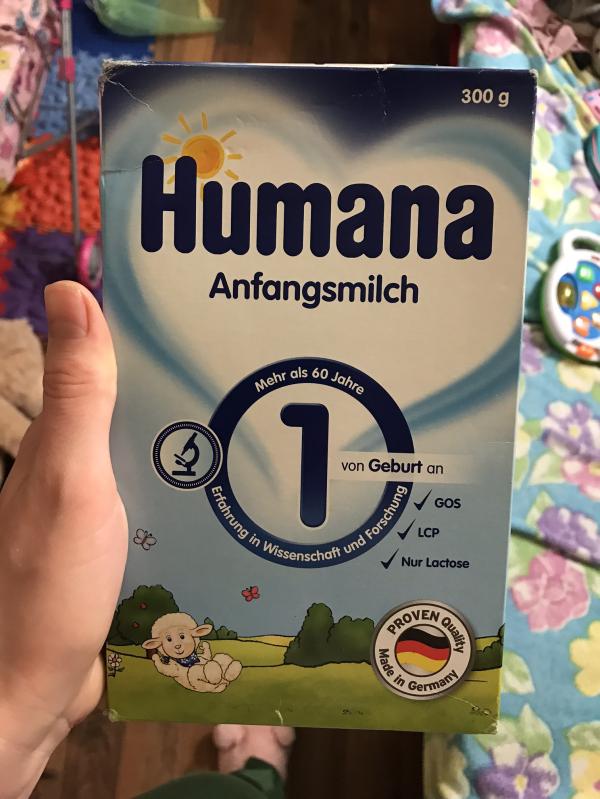 300 g
Humana
Anfangsmilch
Mehr als 60 Jahre
1
von Geburt an
Erfahrung in Wissenschaft und Forschung
GOS
LCP
Nur Lactose
PROVEN Quality
Made in Germany